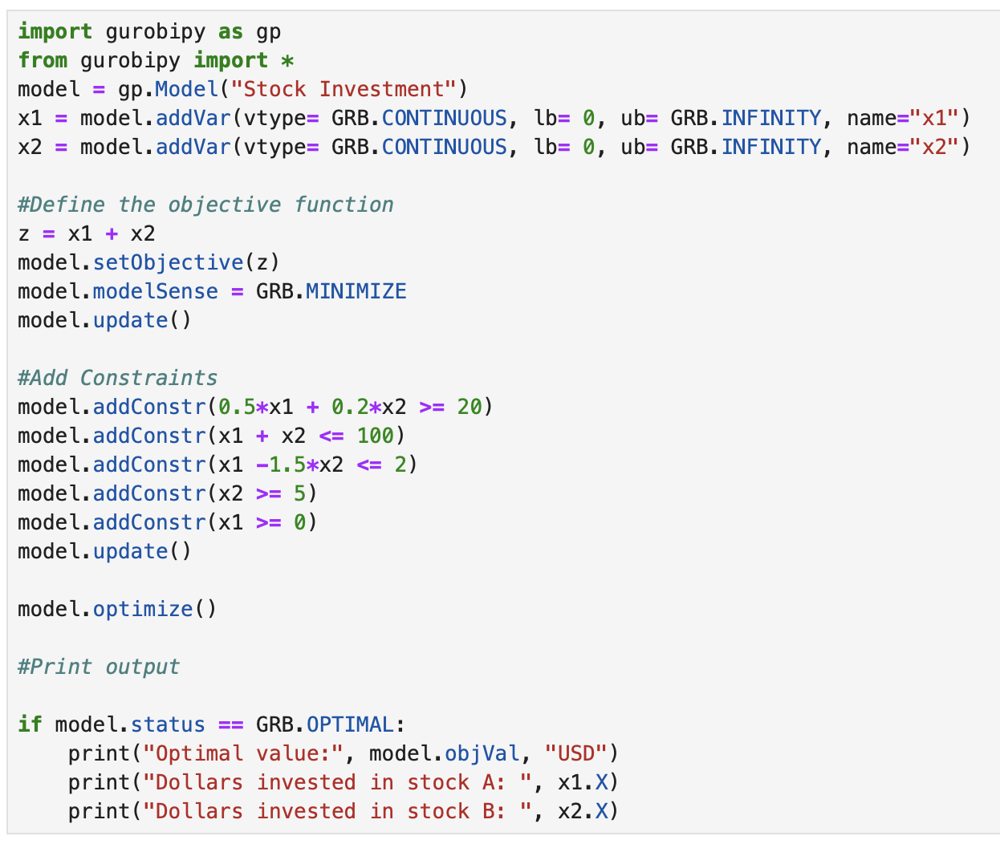 import gurobipy as gp
from gurobipy import *
model = gp.Model("Stock Investment")
x1 = model.addVar(vtype= GRB.CONTINUOUS, lb= 0, ub= GRB.INFINITY, name="x1")
x2 = model.addVar(vtype= GRB.CONTINUOUS, lb= 0, ub= GRB.INFINITY, name="x2")

#Define the objective function
z = x1 + x2
model.setObjective(z)
model.modelSense = GRB.MINIMIZE
model.update()

#Add Constraints
model.addConstr(0.5*x1 + 0.2*x2 >= 20)
model.addConstr(x1 + x2 <= 100)
model.addConstr(x1 -1.5*x2 <= 2)
model.addConstr(x2 >= 5)
model.addConstr(x1 >= 0)
model.update()

model.optimize()

#Print output

if model.status == GRB.OPTIMAL:
    print("Optimal value:", model.objVal, "USD")
    print("Dollars invested in stock A: ", x1.X)
    print("Dollars invested in stock B: ", x2.X)